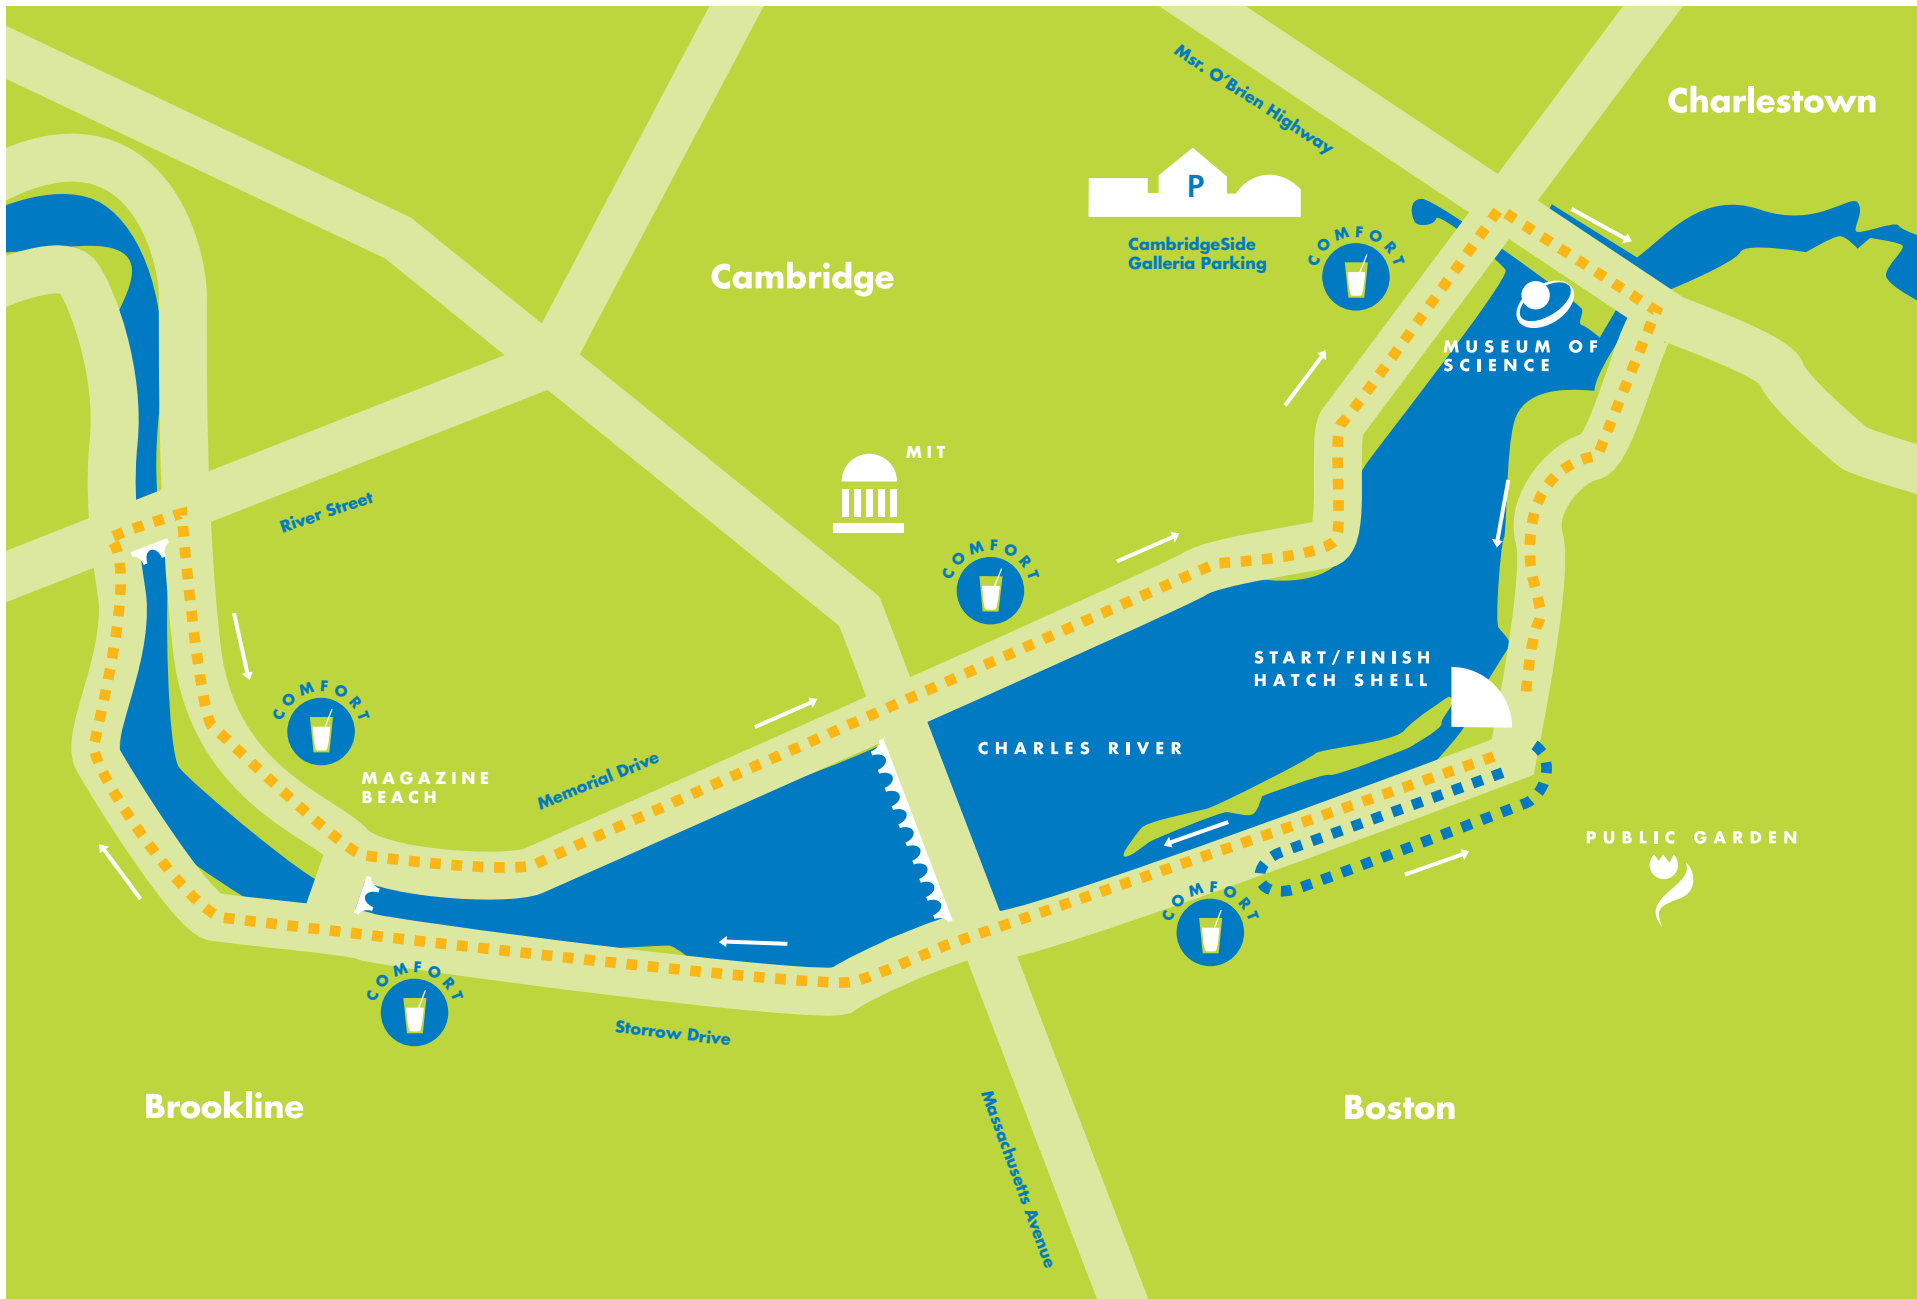 Msr. O'Brien Highway
Charlestown
P
CambridgeSide
Galleria Parking
COMFORT
Cambridge
MUSEUM OF
SCIENCE
MIT
River Street
COMFORT
START/FINISH
HATCH SHELL
COMFORT
CHARLES RIVER
MAGAZINE
BEACH
Memorial Drive
PUBLIC GARDEN
COMFORT
COMFORT
Storrow Drive
Brookline
Boston
Massachusetts Avenue